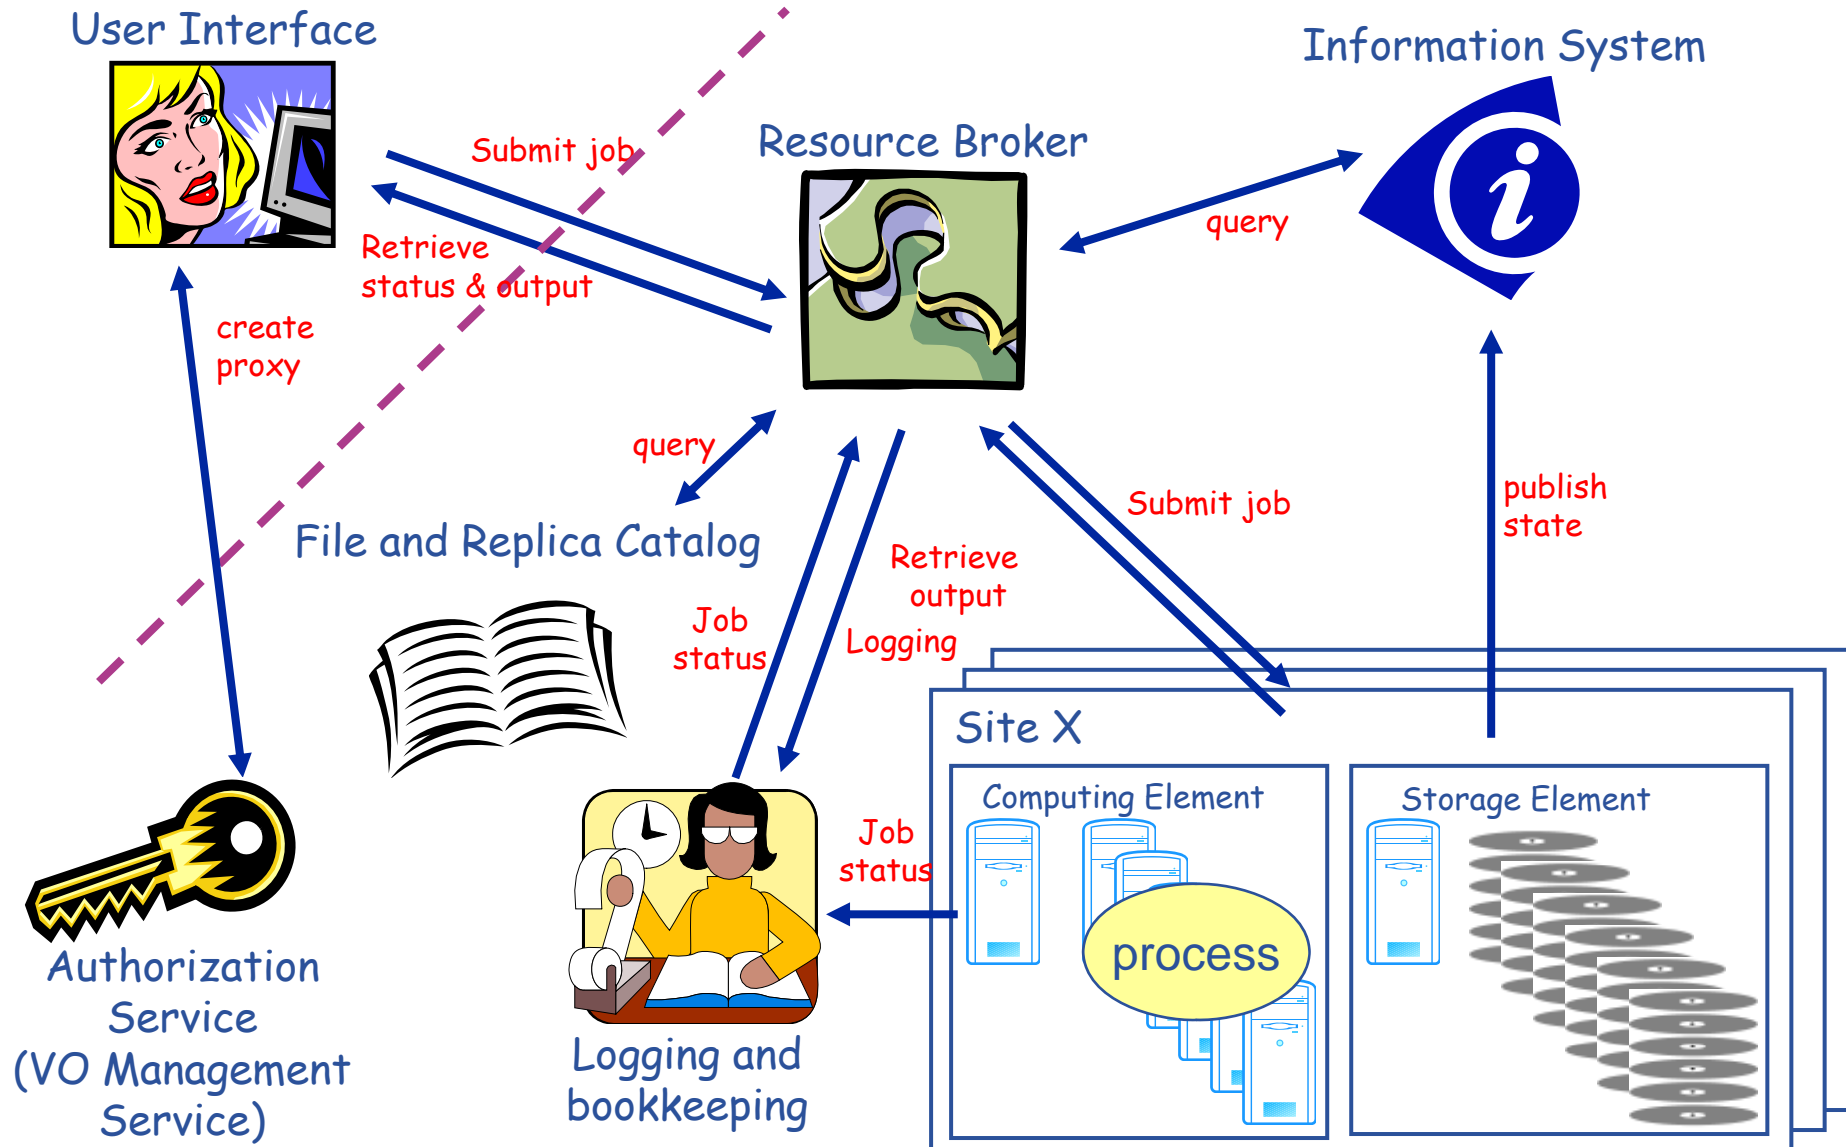 User Interface
Information System
Resource Broker
Submit job
query
Retrieve
status & output
create
proxy
query
Submit job
publish
state
File and Replica Catalog
Retrieve
output
Job
status
Logging
Site X
Computing Element
Storage Element
Job
status
process
Authorization
Service
(VO Management
Service)
Logging and
bookkeeping